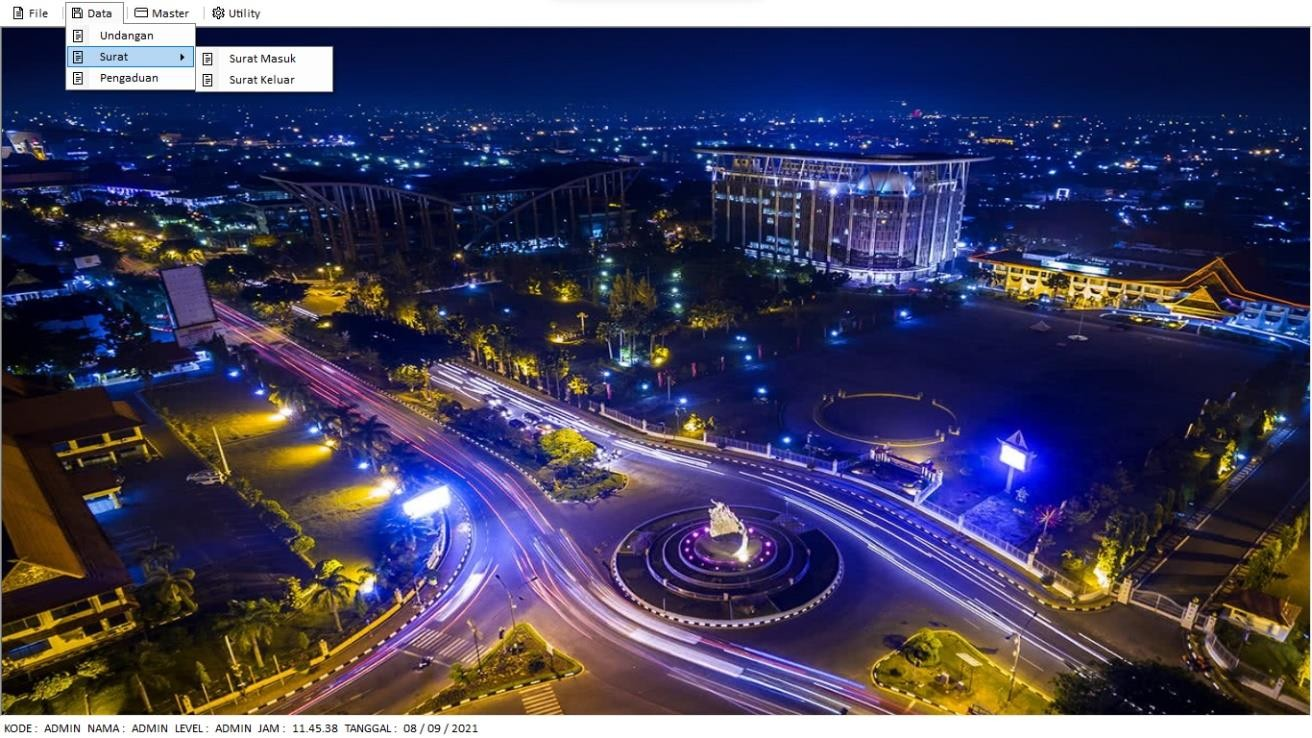 File Data Master Utility
Undangan
Surat
Surat Masuk
Pengaduan
Surat Keluar
KODE : ADMIN NAMA : ADMIN LEVEL : ADMIN JAM : 11.45.38 TANGGAL : 08 / 09 / 2021